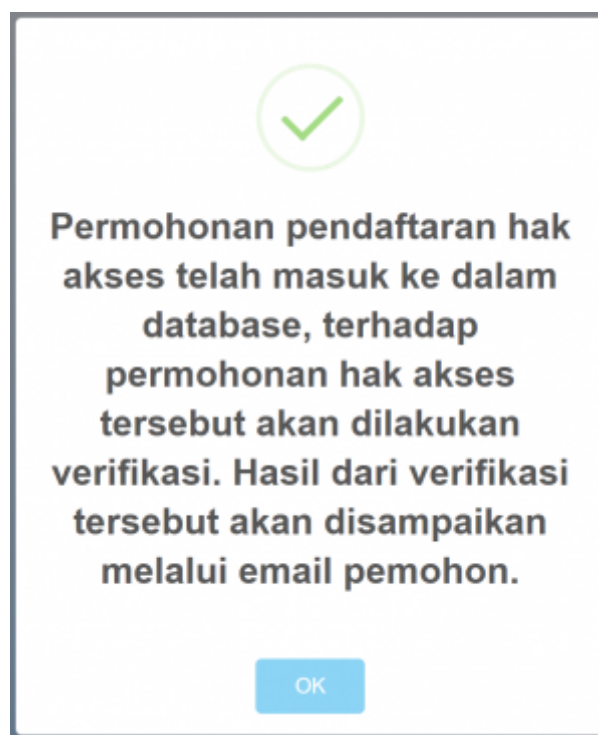 Permohonan pendaftaran hak
akses telah masuk ke dalam
database, terhadap
permohonan hak akses
tersebut akan dilakukan
verifikasi. Hasil dari verifikasi
tersebut akan disampaikan
melalui email pemohon.
OK